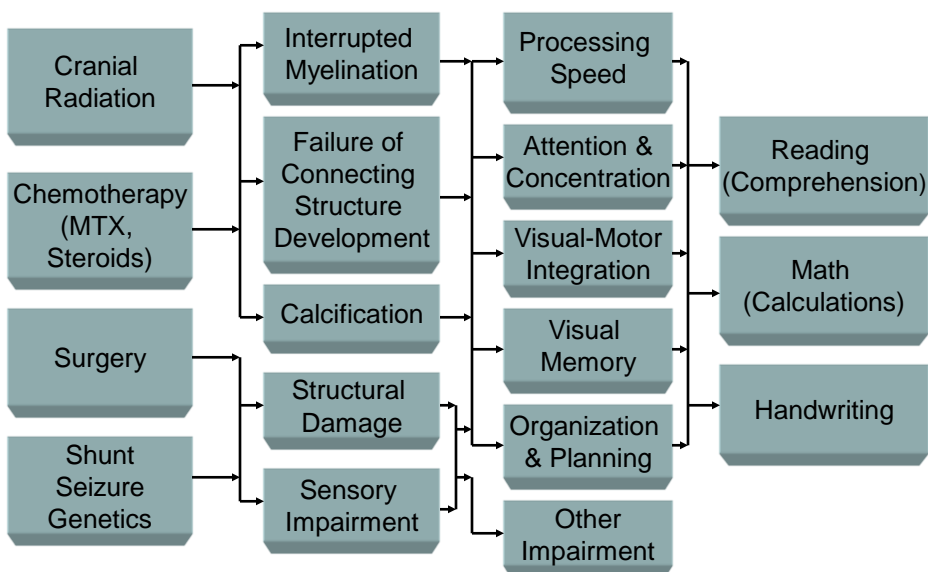 Cranial
Radiation
Chemotherapy
(MTX,
Steroids)
Surgery
Shunt
Seizure
Genetics
Interrupted
Myelination
Failure of
Connecting
Structure
Development
Calcification
Structural
Damage
Sensory
Impairment
Processing
Speed
Attention &
Concentration
Visual-Motor
Integration
Visual
Memory
Organization
& Planning
Other
Impairment
Reading
(Comprehension)
Math
(Calculations)
Handwriting